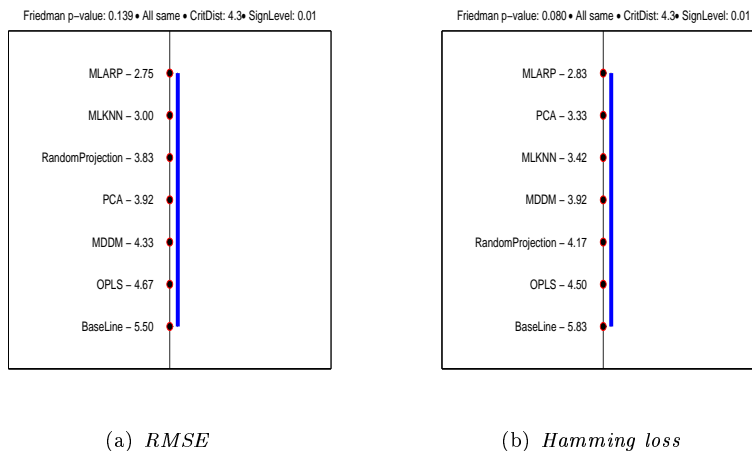 Friedman p-value: 0.139 • All same • CritDist: 4.3• SignLevel: 0.01
MLARP – 2.75
MLKNN – 3.00
RandomProjection – 3.83
PCA – 3.92
MDDM – 4.33
OPLS – 4.67
BaseLine – 5.50
(a) RMSE
Friedman p-value: 0.080 • All same • CritDist: 4.3• SignLevel: 0.01
MLARP – 2.83
PCA – 3.33
MLKNN – 3.42
MDDM – 3.92
RandomProjection – 4.17
OPLS – 4.50
BaseLine – 5.83
(b) Hamming loss